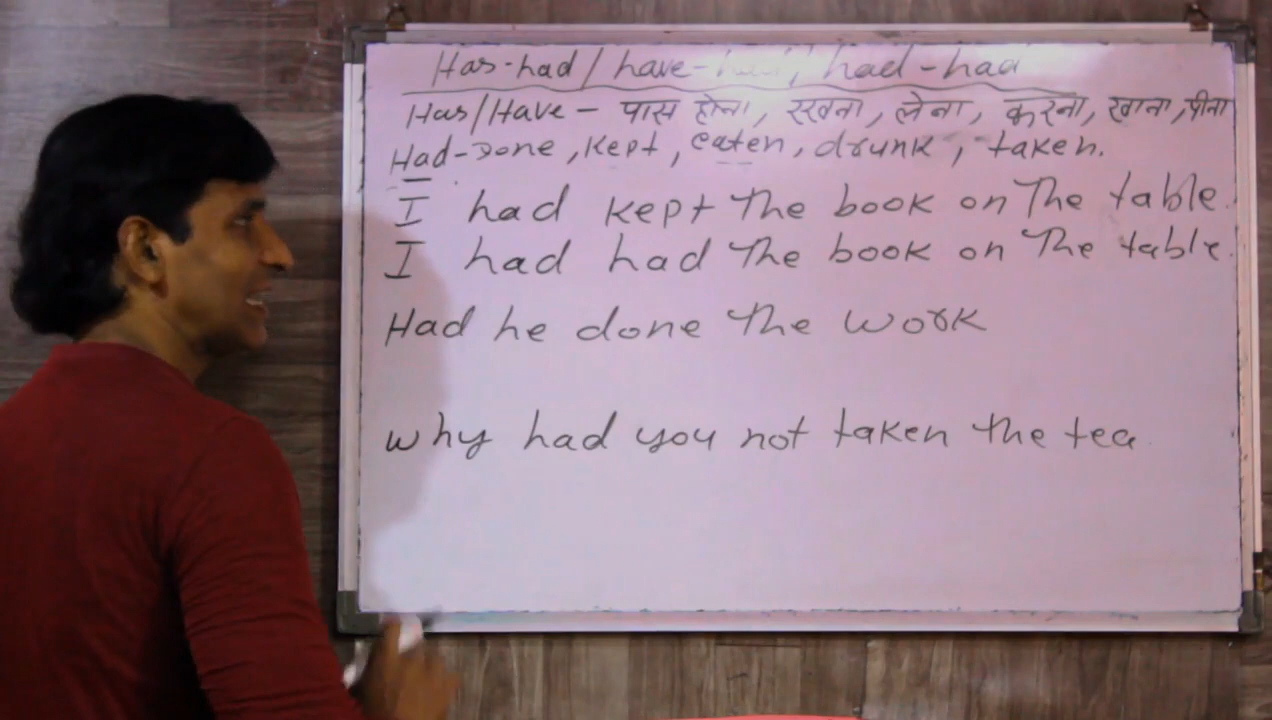 Has-had / have-had, had-had
Has/Have - पास होना, रखना, लेना, करना, खाना, पीना
Had-Done, Kept, eaten, drunk, taken.
I had kept the book on The table.
I had had the book on The table.
Had he done the work
why had you not taken the tea